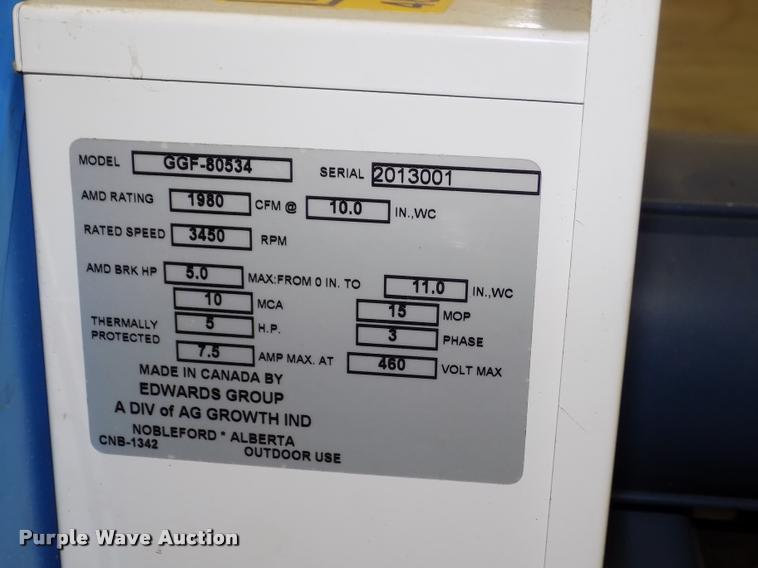 MODEL GGF-80534 SERIAL 2013001
AMD RATING 1980 CFM @ 10.0 IN.,WC
RATED SPEED 3450 RPM
AMD BRK HP 5.0 MAX:FROM 0 IN. TO 11.0 IN.,WC
10 MCA 15 MOP
THERMALLY PROTECTED 5 H.P. 3 PHASE
7.5 AMP MAX. AT 460 VOLT MAX
MADE IN CANADA BY
EDWARDS GROUP
A DIV of AG GROWTH IND
NOBLEFORD * ALBERTA
CNB-1342 OUTDOOR USE
Purple Wave Auction